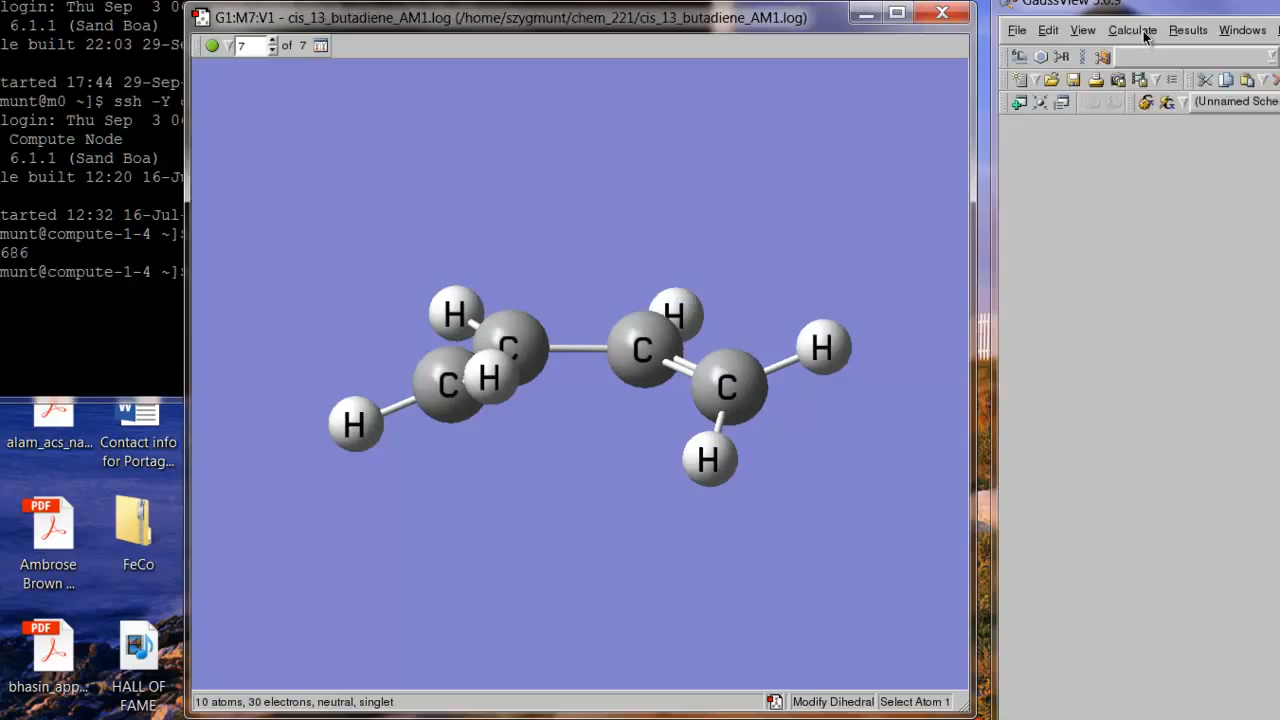 login: Thu Sep 3 0
6.1.1 (Sand Boa)
le built 22:03 29-Se
tarted 17:44 29-Sep
munt@m0 ~]$ ssh -Y
login: Thu Sep 3 0
Compute Node
6.1.1 (Sand Boa)
le built 12:20 16-J
tarted 12:32 16-Jul
munt@compute-1-4 ~]$
686
munt@compute-1-4 ~]$
G1:M7:V1 - cis_13_butadiene_AM1.log (/home/szygmunt/chem_221/cis_13_butadiene_AM1.log)
7 of 7
H
H
C
C
H
C
H
C
H
H
10 atoms, 30 electrons, neutral, singlet
Modify Dihedral
Select Atom 1
GaussView 5.0.9
File Edit View Calculate Results Windows
(Unnamed Sche
alam_acs_na...
Contact info
for Portag...
PDF
Ambrose
Brown ...
FeCo
PDF
bhasin_app...
HALL OF
FAME